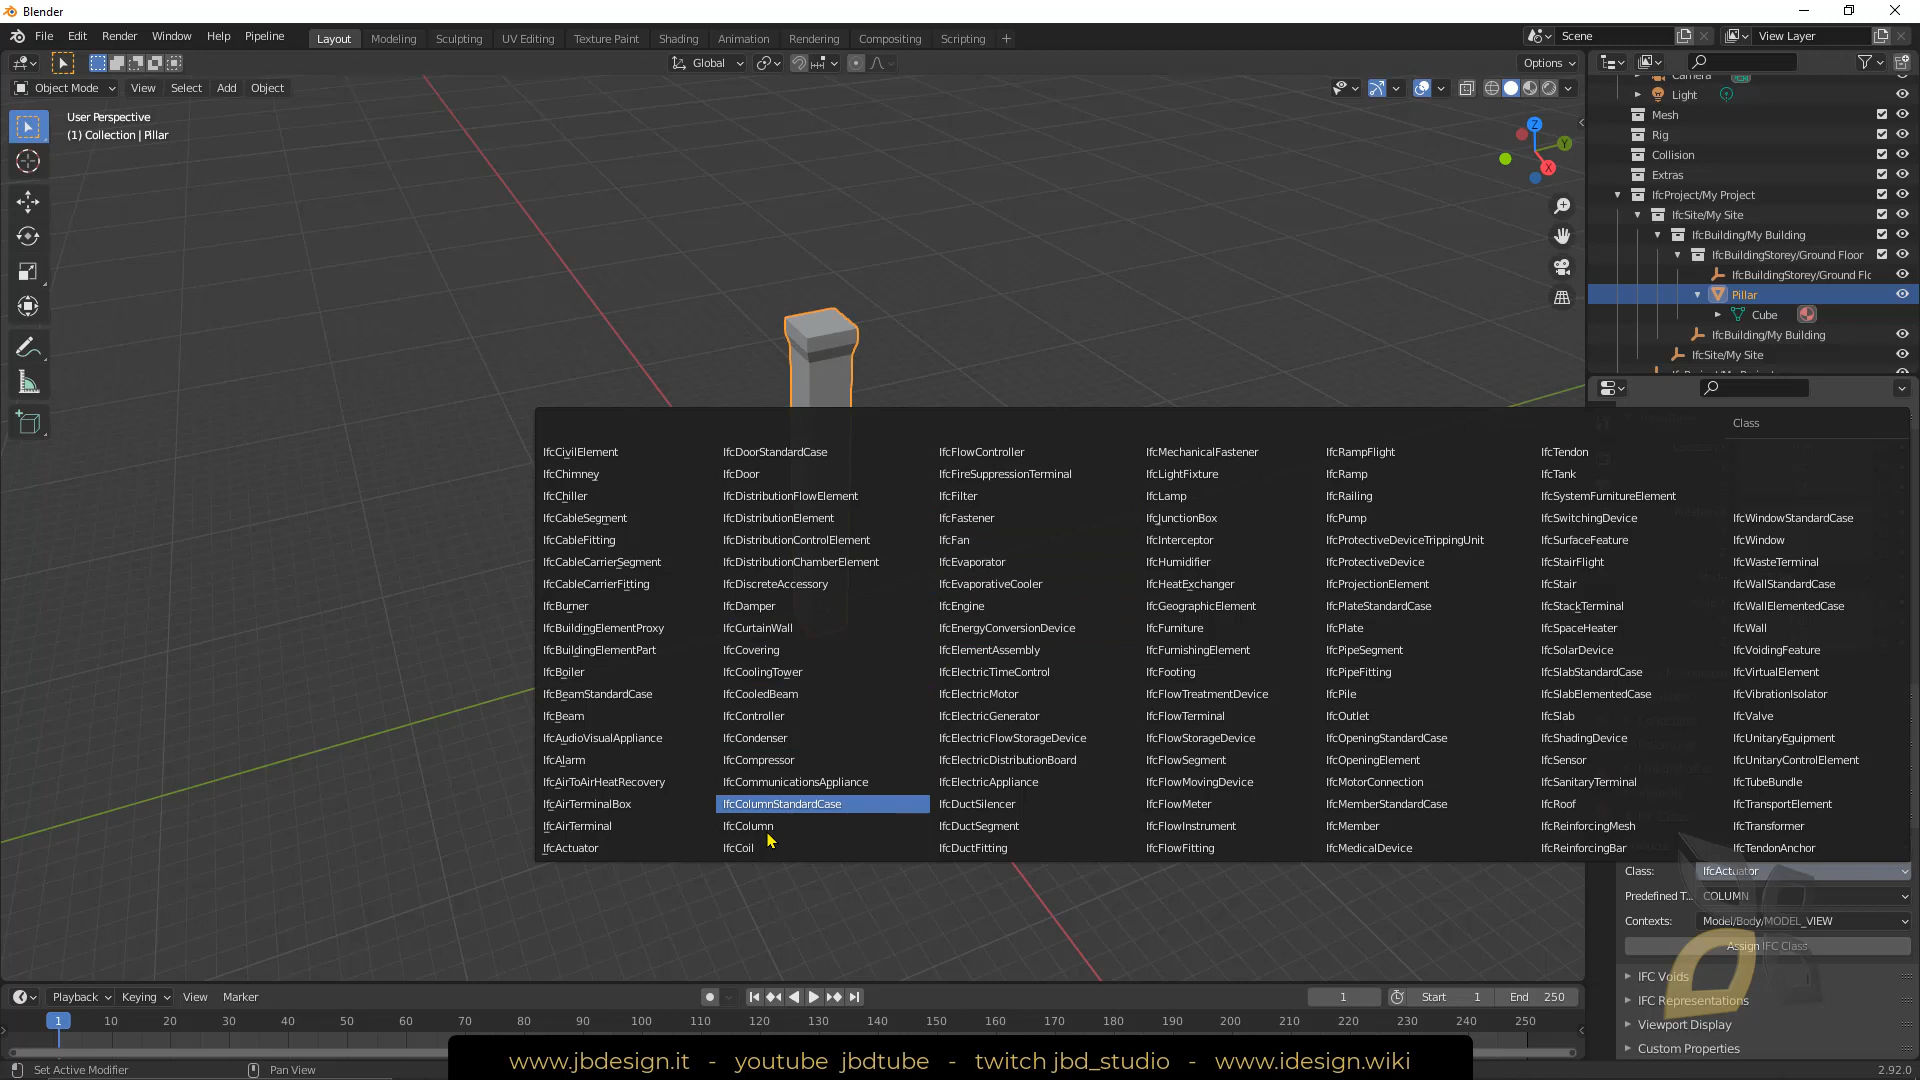 Blender
File Edit Render Window Help Pipeline Layout Modeling Sculpting UV Editing Texture Paint Shading Animation Rendering Compositing Scripting + Scene View Layer
Global Options
Object Mode View Select Add Object
User Perspective
(1) Collection | Pillar
Z
Y
X
Camera
Light
Mesh
Rig
Collision
Extras
IfcProject/My Project
IfcSite/My Site
IfcBuilding/My Building
IfcBuildingStorey/Ground Floor
IfcBuildingStorey/Ground Flo
Pillar
Cube
IfcBuilding/My Building
IfcSite/My Site
Class
IfcCivilElement IfcDoorStandardCase IfcFlowController IfcMechanicalFastener IfcRampFlight IfcTendon
IfcChimney IfcDoor IfcFireSuppressionTerminal IfcLightFixture IfcRamp IfcTank
IfcChiller IfcDistributionFlowElement IfcFilter IfcLamp IfcRailing IfcSystemFurnitureElement
IfcCableSegment IfcDistributionElement IfcFastener IfcJunctionBox IfcPump IfcSwitchingDevice IfcWindowStandardCase
IfcCableFitting IfcDistributionControlElement IfcFan IfcInterceptor IfcProtectiveDeviceTrippingUnit IfcSurfaceFeature IfcWindow
IfcCableCarrierSegment IfcDistributionChamberElement IfcEvaporator IfcHumidifier IfcProtectiveDevice IfcStairFlight IfcWasteTerminal
IfcCableCarrierFitting IfcDiscreteAccessory IfcEvaporativeCooler IfcHeatExchanger IfcProjectionElement IfcStair IfcWallStandardCase
IfcBurner IfcDamper IfcEngine IfcGeographicElement IfcPlateStandardCase IfcStackTerminal IfcWallElementedCase
IfcBuildingElementProxy IfcCurtainWall IfcEnergyConversionDevice IfcFurniture IfcPlate IfcSpaceHeater IfcWall
IfcBuildingElementPart IfcCovering IfcElementAssembly IfcFurnishingElement IfcPipeSegment IfcSolarDevice IfcVoidingFeature
IfcBoiler IfcCoolingTower IfcElectricTimeControl IfcFooting IfcPipeFitting IfcSlabStandardCase IfcVirtualElement
IfcBeamStandardCase IfcCooledBeam IfcElectricMotor IfcFlowTreatmentDevice IfcPile IfcSlabElementedCase IfcVibrationIsolator
IfcBeam IfcController IfcElectricGenerator IfcFlowTerminal IfcOutlet IfcSlab IfcValve
IfcAudioVisualAppliance IfcCondenser IfcElectricFlowStorageDevice IfcFlowStorageDevice IfcOpeningStandardCase IfcShadingDevice IfcUnitaryEquipment
IfcAlarm IfcCompressor IfcElectricDistributionBoard IfcFlowSegment IfcOpeningElement IfcSensor IfcUnitaryControlElement
IfcAirToAirHeatRecovery IfcCommunicationsAppliance IfcElectricAppliance IfcFlowMovingDevice IfcMotorConnection IfcSanitaryTerminal IfcTubeBundle
IfcAirTerminalBox IfcColumnStandardCase IfcDuctSilencer IfcFlowMeter IfcMemberStandardCase IfcRoof IfcTransportElement
IfcAirTerminal IfcColumn IfcDuctSegment IfcFlowInstrument IfcMember IfcReinforcingMesh IfcTransformer
IfcActuator IfcCoil IfcDuctFitting IfcFlowFitting IfcMedicalDevice IfcReinforcingBar IfcTendonAnchor
Class: IfcActuator
Predefined T... COLUMN
Contexts: Model/Body/MODEL_VIEW
Assign IFC Class
IFC Voids
IFC Representations
Viewport Display
Custom Properties
Playback Keying View Marker 1 Start 1 End 250
1 10 20 30 40 50 60 70 80 90 100 110 120 130 140 150 160 170 180 190 200 210 220 230 240 250
www.jbdesign.it - youtube jbdtube - twitch jbd_studio - www.idesign.wiki
Set Active Modifier Pan View 2.92.0